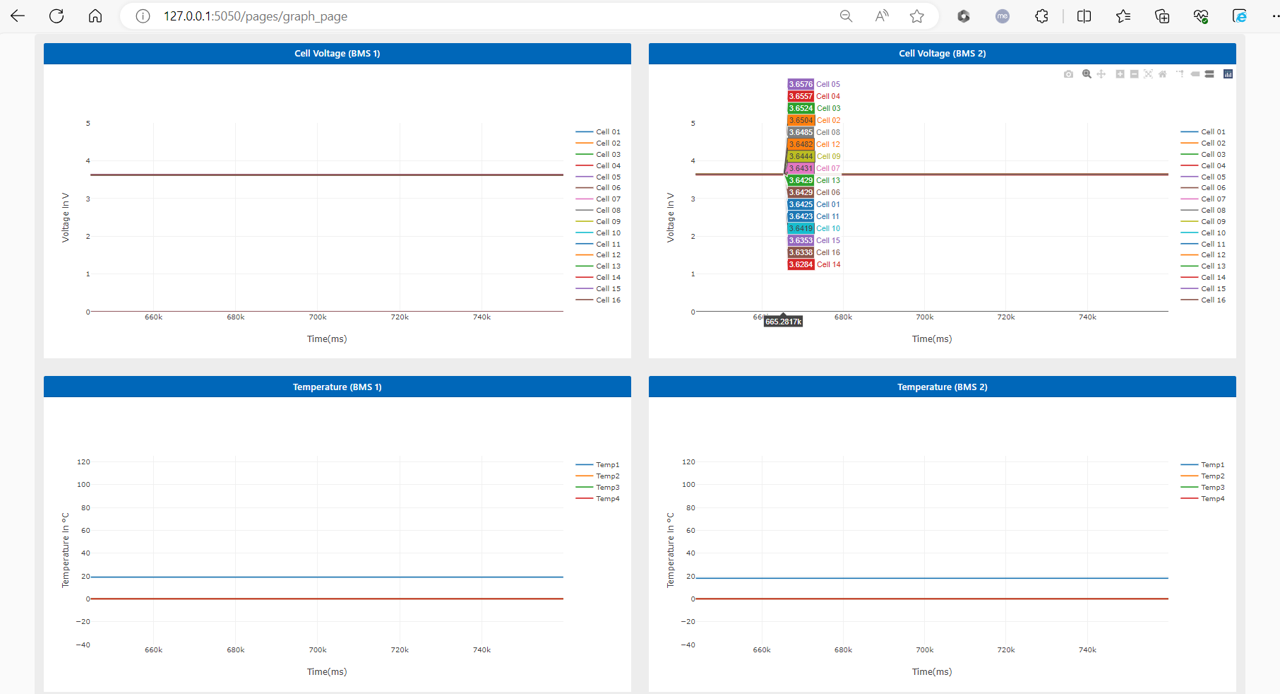 127.0.0.1:5050/pages/graph_page
Cell Voltage (BMS 1)
5
4
3
2
1
0
Voltage in V
660k 680k 700k 720k 740k
Time(ms)
Cell 01
Cell 02
Cell 03
Cell 04
Cell 05
Cell 06
Cell 07
Cell 08
Cell 09
Cell 10
Cell 11
Cell 12
Cell 13
Cell 14
Cell 15
Cell 16
Cell Voltage (BMS 2)
3.6576 Cell 05
3.6557 Cell 04
3.6524 Cell 03
3.6504 Cell 02
3.6485 Cell 08
3.6482 Cell 12
3.6444 Cell 09
3.6431 Cell 07
3.6429 Cell 13
3.6429 Cell 06
3.6425 Cell 01
3.6423 Cell 11
3.6419 Cell 10
3.6353 Cell 15
3.6338 Cell 16
3.6284 Cell 14
5
4
3
2
1
0
Voltage in V
680k 700k 720k 740k
665.2817k
Time(ms)
Cell 01
Cell 02
Cell 03
Cell 04
Cell 05
Cell 06
Cell 07
Cell 08
Cell 09
Cell 10
Cell 11
Cell 12
Cell 13
Cell 14
Cell 15
Cell 16
Temperature (BMS 1)
120
100
80
60
40
20
0
−20
−40
Temperature in °C
660k 680k 700k 720k 740k
Time(ms)
Temp1
Temp2
Temp3
Temp4
Temperature (BMS 2)
120
100
80
60
40
20
0
−20
−40
Temperature in °C
660k 680k 700k 720k 740k
Time(ms)
Temp1
Temp2
Temp3
Temp4